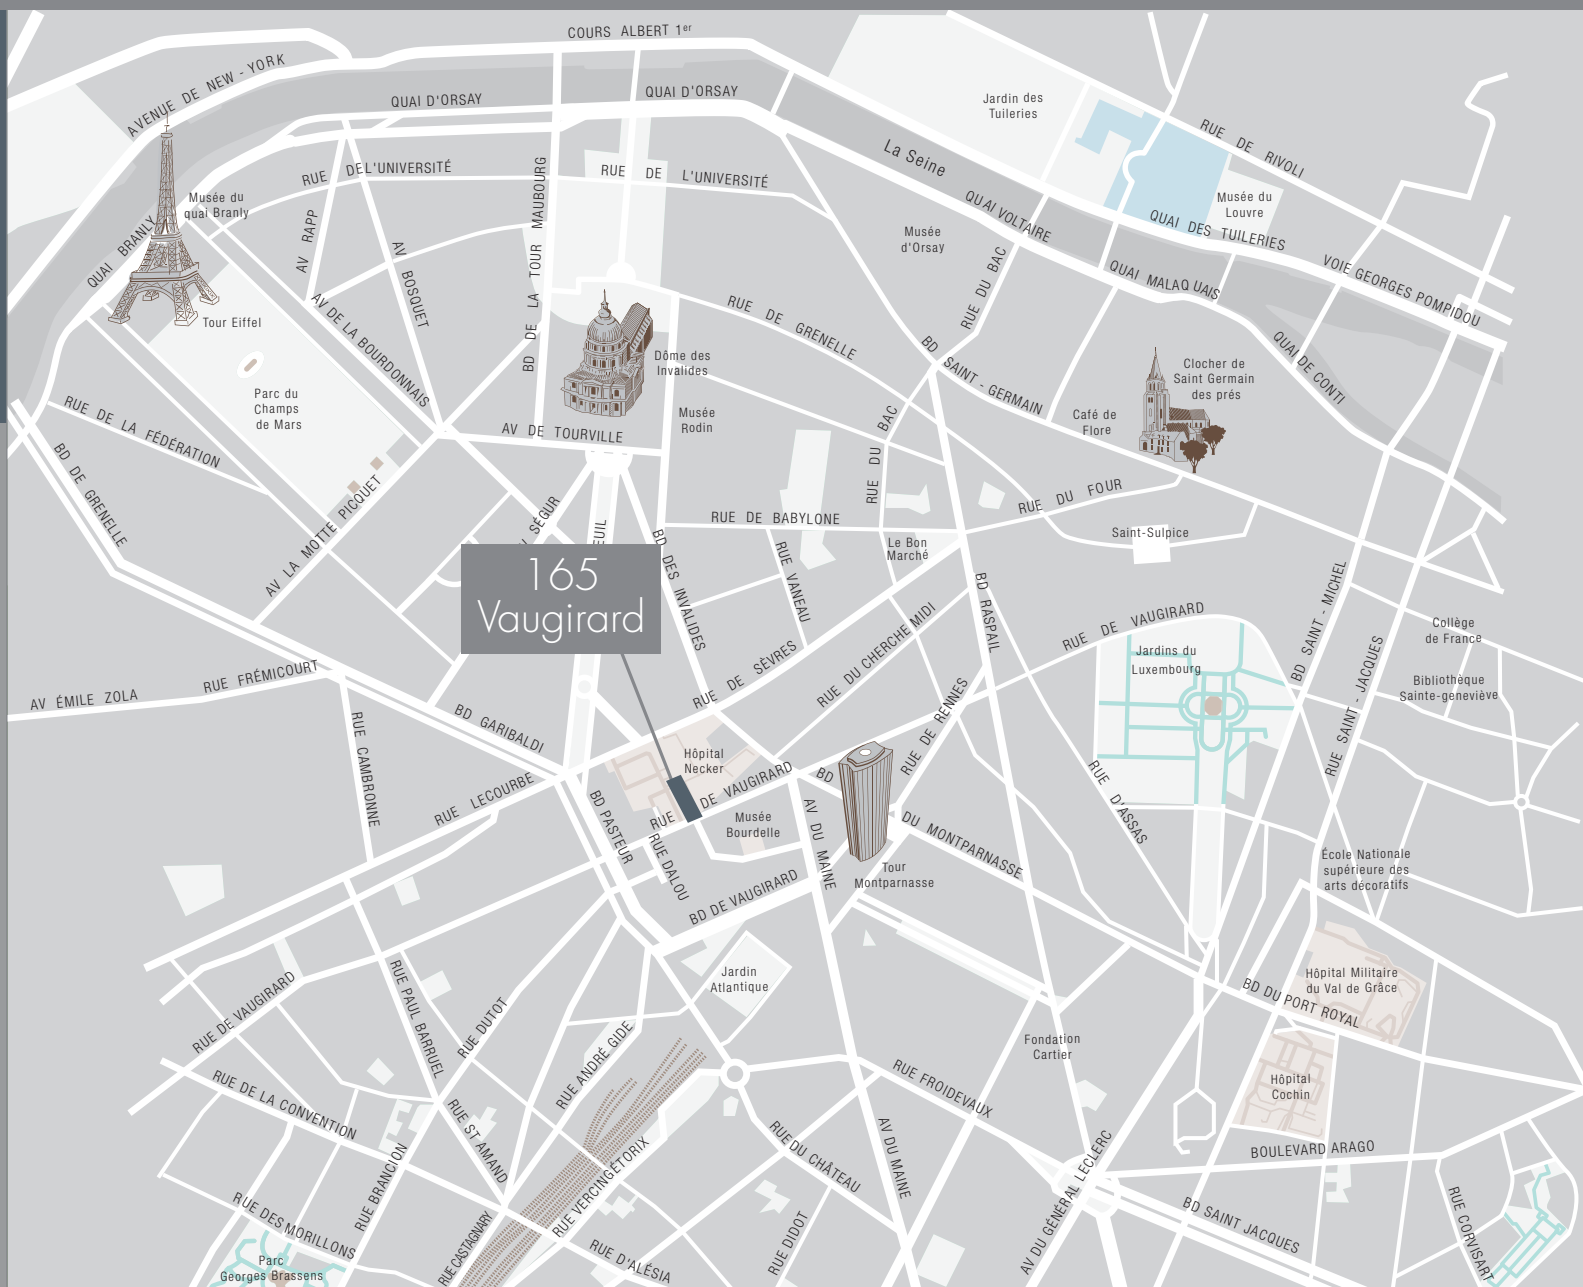 COURS ALBERT 1er
AVENUE DE NEW - YORK
QUAI D'ORSAY
QUAI D'ORSAY
Jardin des
Tuileries
RUE DE RIVOLI
La Seine
RUE DE L'UNIVERSITÉ
RUE DE L'UNIVERSITÉ
Musée du
quai Branly
QUAI BRANLY
AV RAPP
AV BOSQUET
BD DE LA TOUR MAUBOURG
QUAI VOLTAIRE
Musée du
Louvre
QUAI DES TUILERIES
Musée
d'Orsay
RUE DU BAC
QUAI MALAQUAIS
VOIE GEORGES POMPIDOU
Tour Eiffel
AV DE LA BOURDONNAIS
RUE DE GRENELLE
BD SAINT - GERMAIN
QUAI DE CONTI
Dôme des
Invalides
Clocher de
Saint Germain
des prés
Parc du
Champs
de Mars
Musée
Rodin
Café de
Flore
RUE DE LA FÉDÉRATION
AV DE TOURVILLE
RUE DU BAC
BD DE GRENELLE
AV LA MOTTE PICQUET
SÉGUR
EUIL
RUE DE BABYLONE
RUE DU FOUR
Saint-Sulpice
Le Bon
Marché
165
Vaugirard
BD DES INVALIDES
RUE VANEAU
BD RASPAIL
RUE DE VAUGIRARD
BD SAINT - MICHEL
Collège
de France
RUE DE SÈVRES
RUE DU CHERCHE MIDI
Jardins du
Luxembourg
RUE SAINT - JACQUES
Bibliothèque
Sainte-geneviève
AV ÉMILE ZOLA
RUE FRÉMICOURT
BD GARIBALDI
RUE CAMBRONNE
RUE DE RENNES
Hôpital
Necker
RUE LECOURBE
BD PASTEUR
RUE DE VAUGIRARD
BD DU MONTPARNASSE
RUE D'ASSAS
Musée
Bourdelle
AV DU MAINE
RUE DALOU
Tour
Montparnasse
École Nationale
supérieure des
arts décoratifs
BD DE VAUGIRARD
Jardin
Atlantique
Hôpital Militaire
du Val de Grâce
BD DU PORT ROYAL
RUE DE VAUGIRARD
RUE PAUL BARRUEL
RUE DUTOT
RUE ANDRÉ GIDE
Fondation
Cartier
RUE FROIDEVAUX
Hôpital
Cochin
RUE DE LA CONVENTION
RUE ST AMAND
RUE BRANCION
RUE VERCINGÉTORIX
RUE DU CHÂTEAU
AV DU MAINE
BOULEVARD ARAGO
AV DU GÉNÉRAL LECLERC
BD SAINT JACQUES
RUE CORVISART
RUE DES MORILLONS
RUE CASTAGNARY
RUE D'ALÉSIA
RUE DIDOT
Parc
Georges Brassens